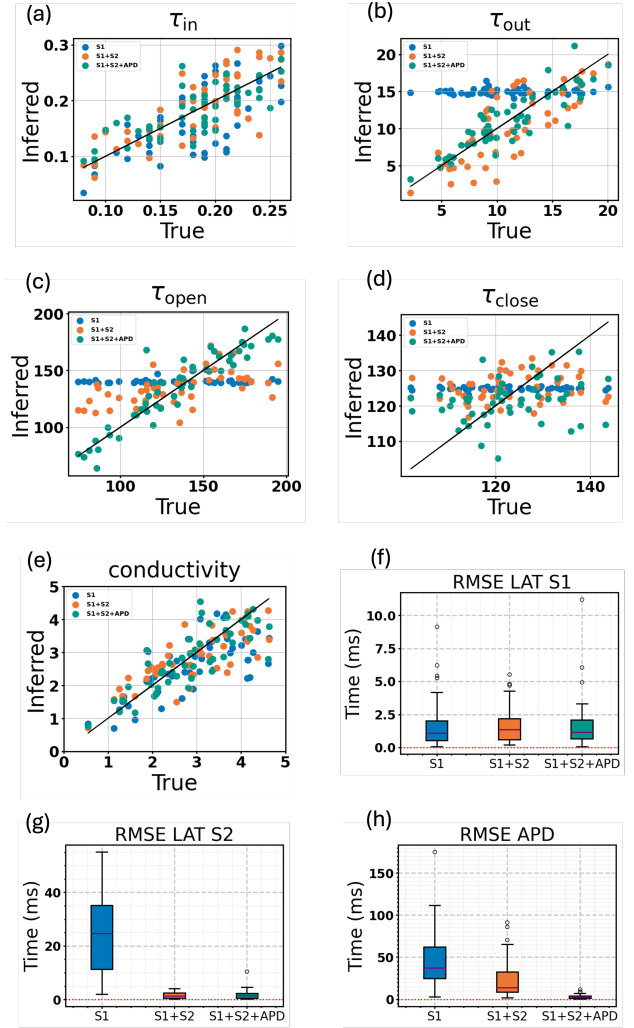 (a)
τin
0.3
0.2
0.1
Inferred
S1
S1+S2
S1+S2+APD
0.10 0.15 0.20 0.25
True
(b)
τout
20
15
10
5
Inferred
S1
S1+S2
S1+S2+APD
5 10 15 20
True
(c)
τopen
200
150
100
Inferred
S1
S1+S2
S1+S2+APD
100 150 200
True
(d)
τclose
140
130
120
110
Inferred
S1
S1+S2
S1+S2+APD
120 140
True
(e)
conductivity
5
4
3
2
1
0
Inferred
S1
S1+S2
S1+S2+APD
0 1 2 3 4 5
True
(f)
RMSE LAT S1
10.0
7.5
5.0
2.5
0.0
Time (ms)
S1 S1+S2 S1+S2+APD
(g)
RMSE LAT S2
40
20
0
Time (ms)
S1 S1+S2 S1+S2+APD
(h)
RMSE APD
150
100
50
0
Time (ms)
S1 S1+S2 S1+S2+APD